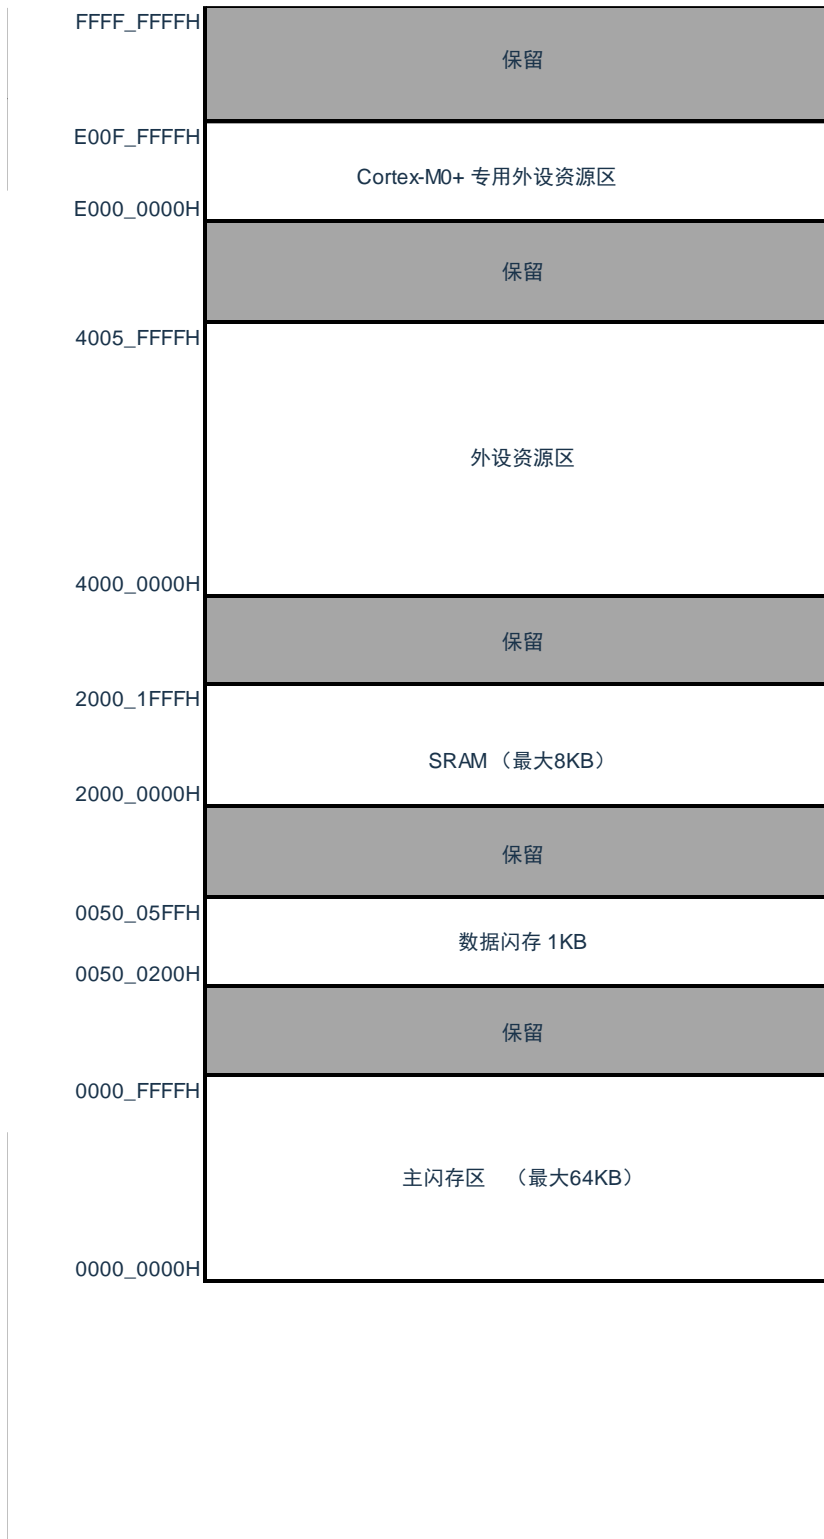 FFFF_FFFFH
保留
E00F_FFFFH
Cortex-M0+ 专用外设资源区
E000_0000H
保留
4005_FFFFH
外设资源区
4000_0000H
保留
2000_1FFFH
SRAM（最大8KB）
2000_0000H
保留
0050_05FFH
数据闪存 1KB
0050_0200H
保留
0000_FFFFH
主闪存区 （最大64KB）
0000_0000H